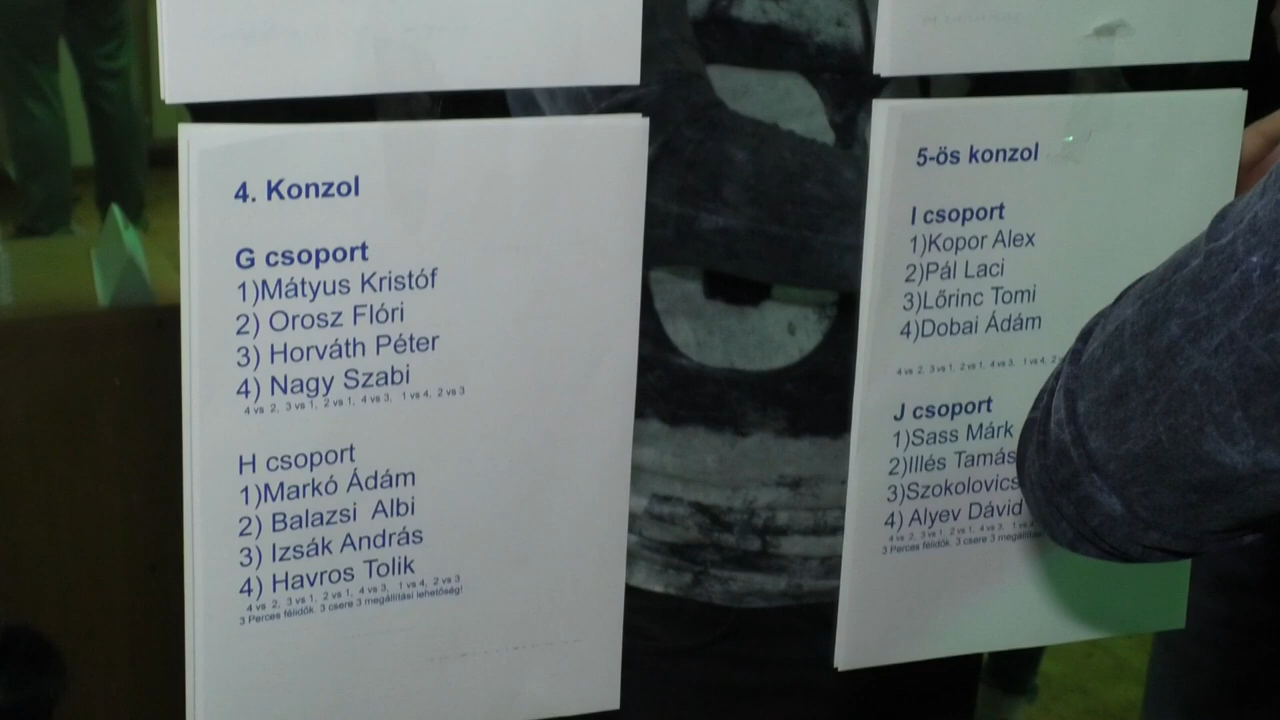 4. Konzol
G csoport
1)Mátyus Kristóf
2) Orosz Flóri
3) Horváth Péter
4) Nagy Szabi
4 vs 2, 3 vs 1, 2 vs 1, 4 vs 3, 1 vs 4, 2 vs 3
H csoport
1)Markó Ádám
2) Balazsi Albi
3) Izsák András
4) Havros Tolik
4 vs 2, 3 vs 1, 2 vs 1, 4 vs 3, 1 vs 4, 2 vs 3
3 Perces félidők. 3 csere 3 megállítási lehetőség!
5-ös konzol
I csoport
1)Kopor Alex
2)Pál Laci
3)Lőrinc Tomi
4)Dobai Ádám
4 vs 2, 3 vs 1, 2 vs 1, 4 vs 3, 1 vs 4, 2
J csoport
1)Sass Márk
2)Illés Tamás
3)Szokolovics
4) Alyev Dávid
4 vs 2, 3 vs 1, 2 vs 1, 4 vs 3, 1 vs
3 Perces félidők. 3 csere 3